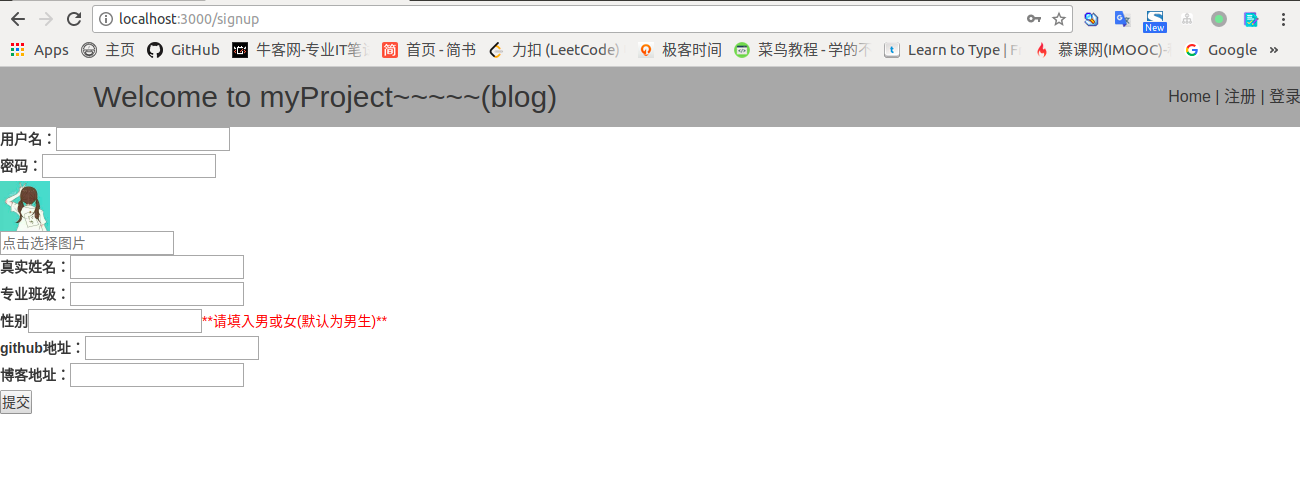 localhost:3000/signup
New
Apps 主页 GitHub 牛客网-专业IT笔 首页 - 简书 力扣 (LeetCode) 极客时间 菜鸟教程 - 学的不 Learn to Type | F 慕课网(IMOOC)- Google »
Welcome to myProject~~~~~(blog)
Home | 注册 | 登录
用户名：
密码：
点击选择图片
真实姓名：
专业班级：
性别 **请填入男或女(默认为男生)**
github地址：
博客地址：
提交